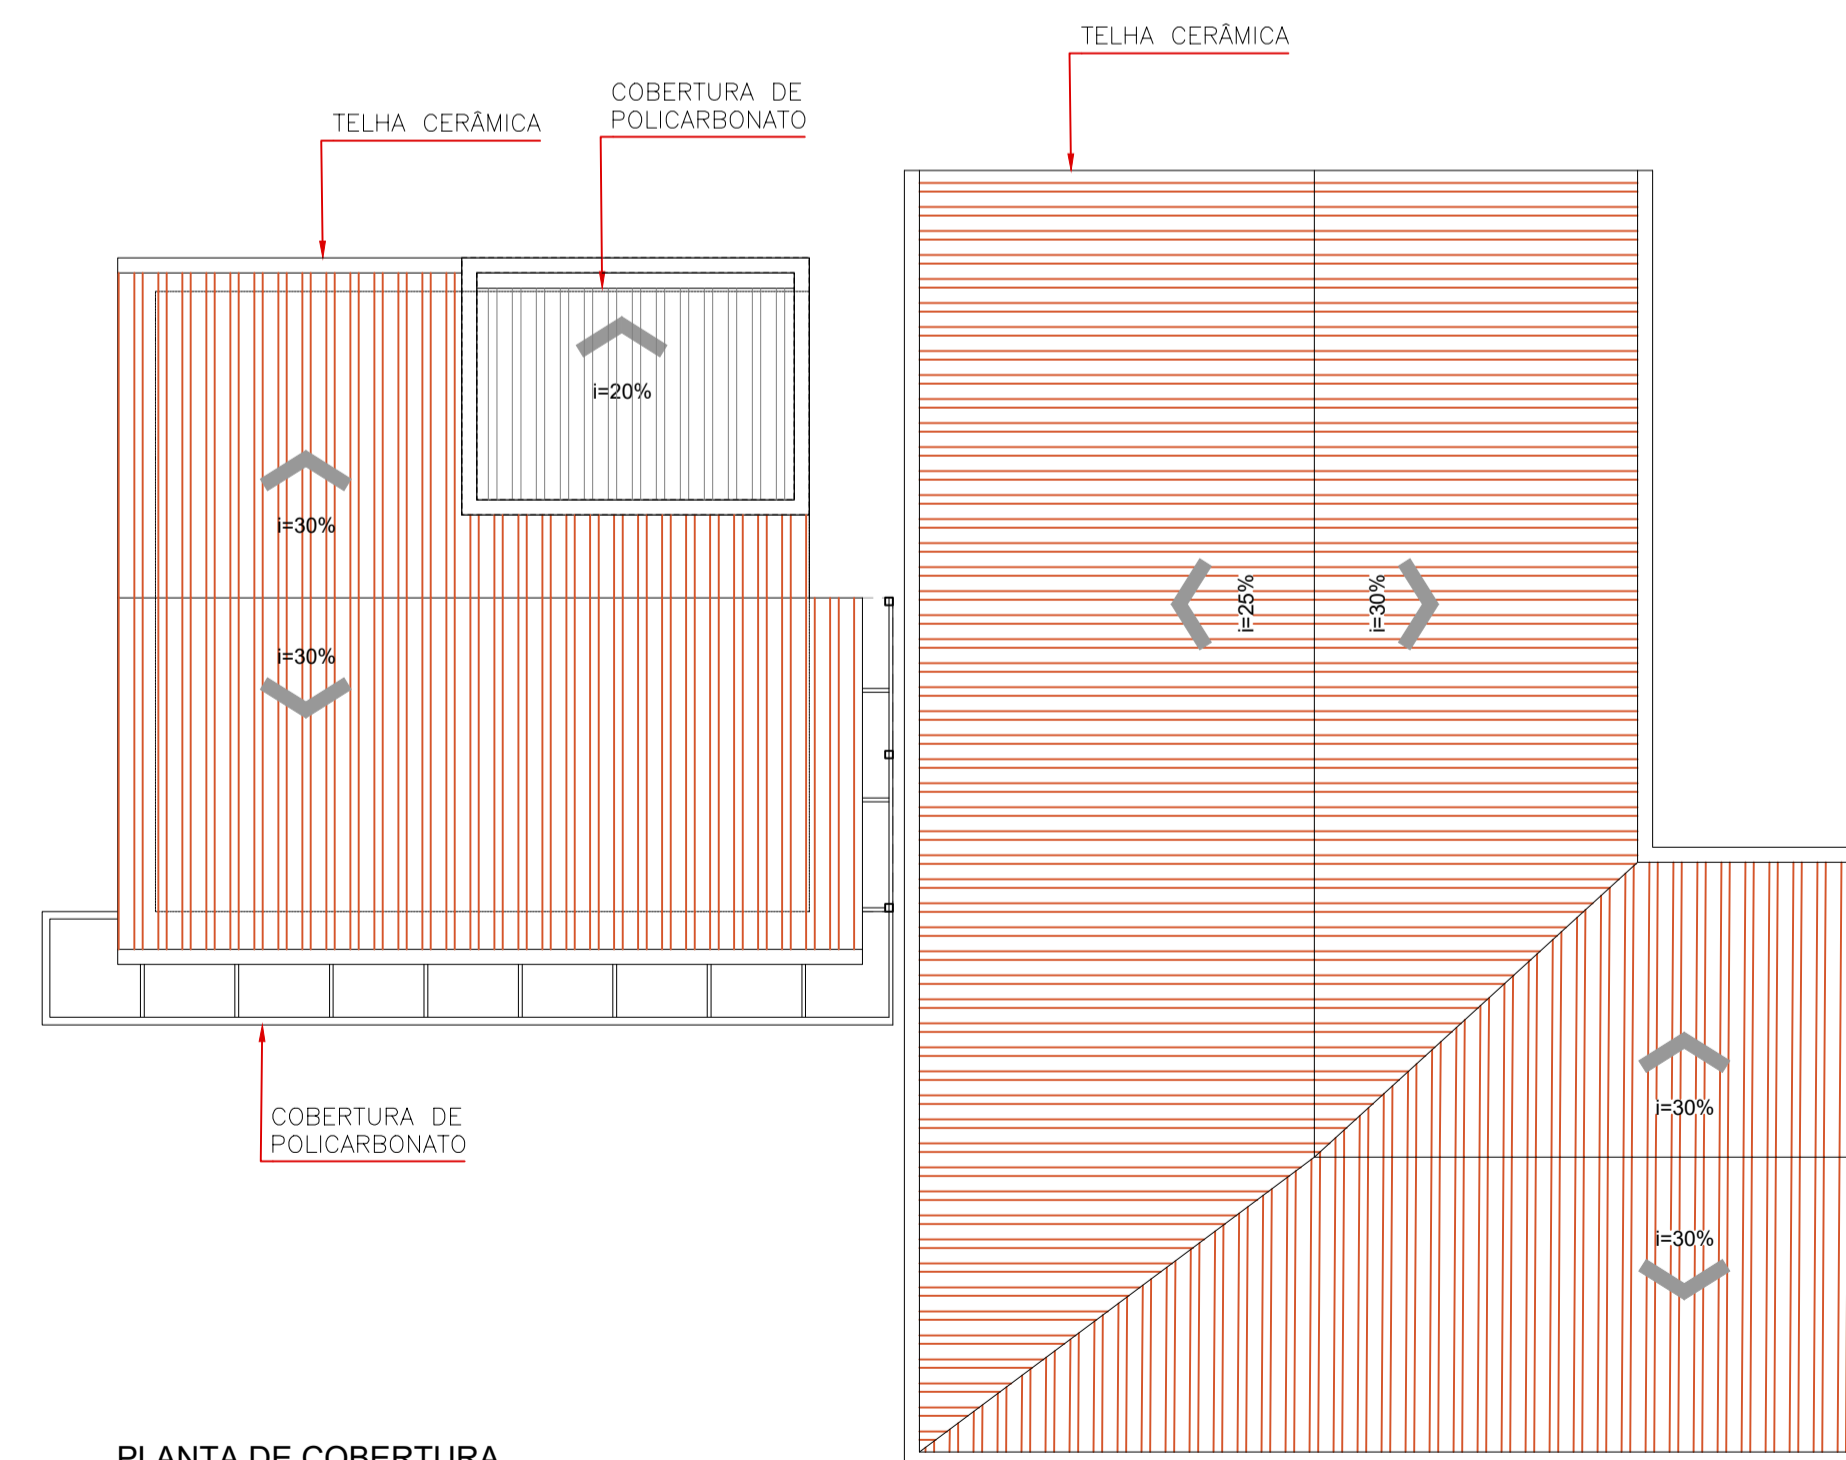 TELHA CERÂMICA
COBERTURA DE
POLICARBONATO
TELHA CERÂMICA
i=20%
i=30%
i=30%
i=25%
i=30%
COBERTURA DE
POLICARBONATO
i=30%
i=30%
PLANTA DE COBERTURA